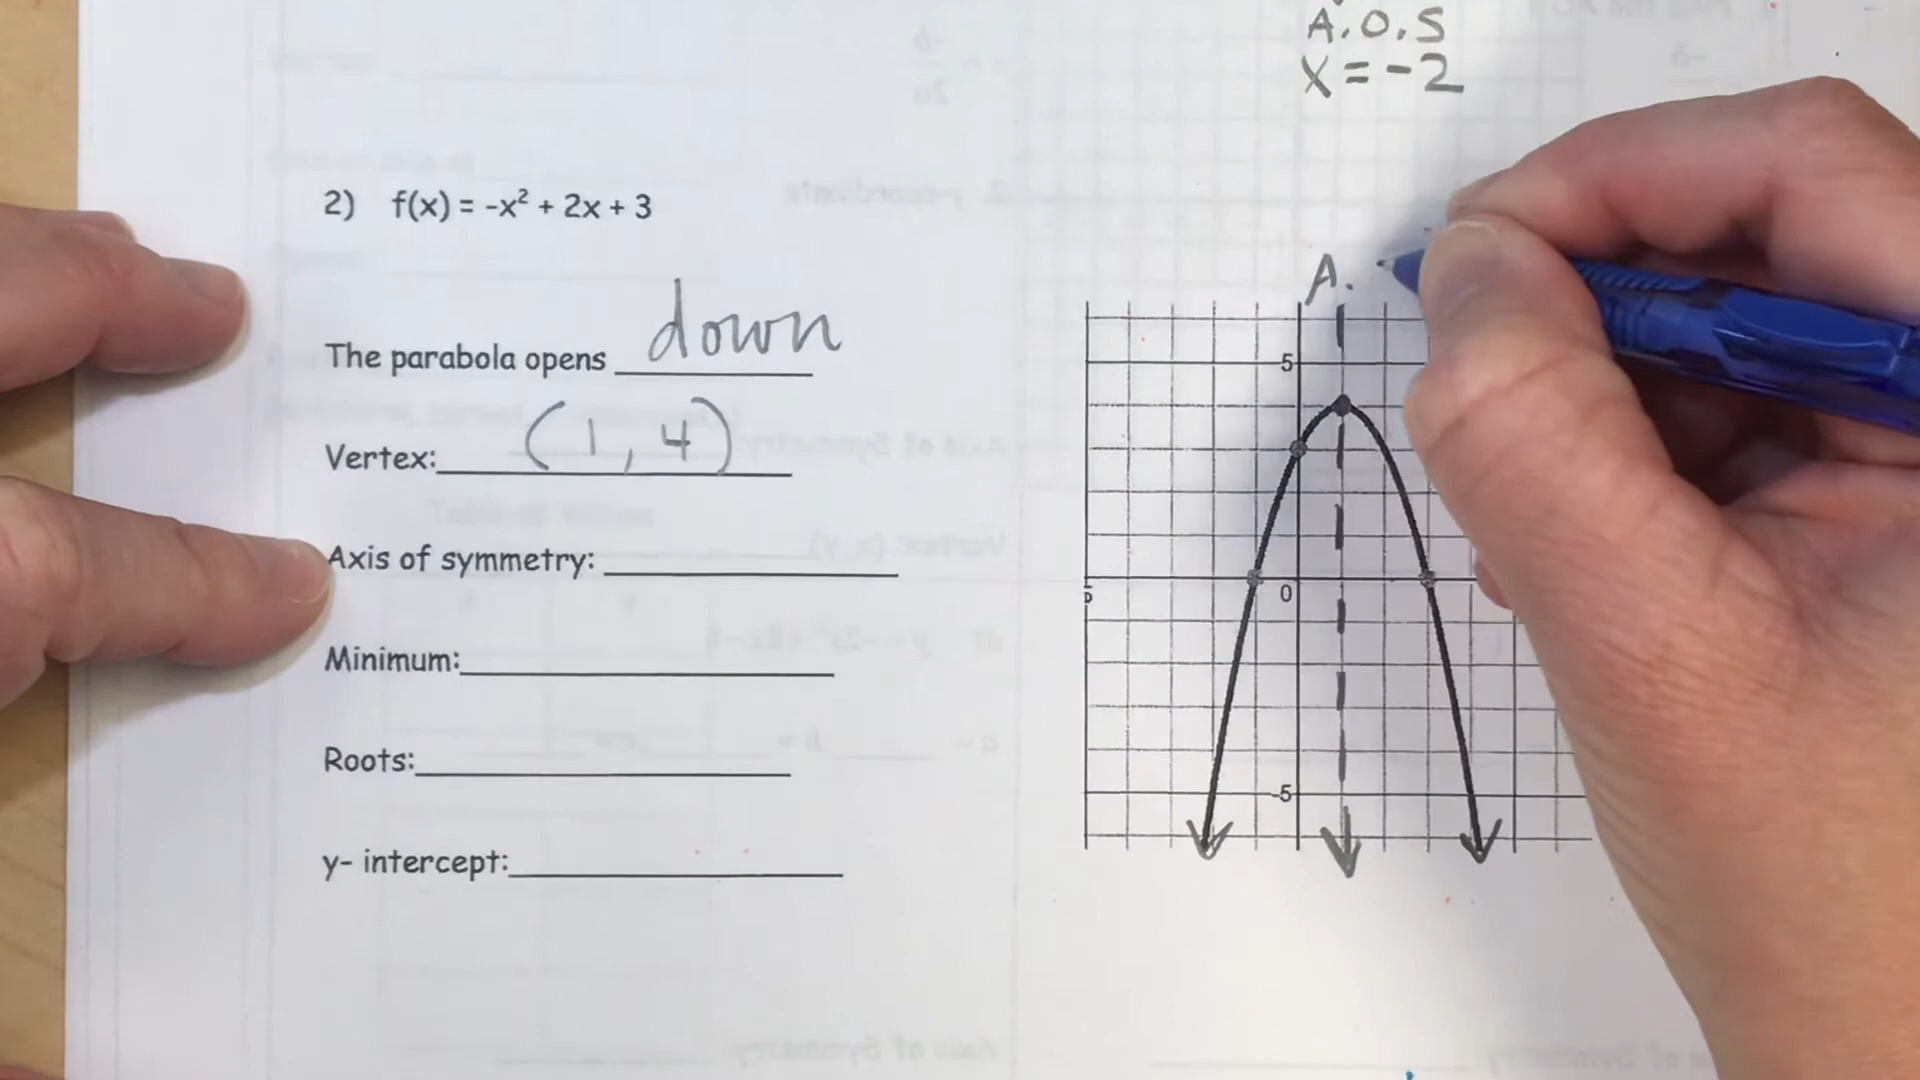 A.O.S
X = -2
2) f(x) = -x² + 2x + 3
A.
The parabola opens down
5
Vertex: (1, 4)
Axis of symmetry:
0
Minimum:
Roots:
-5
y- intercept: